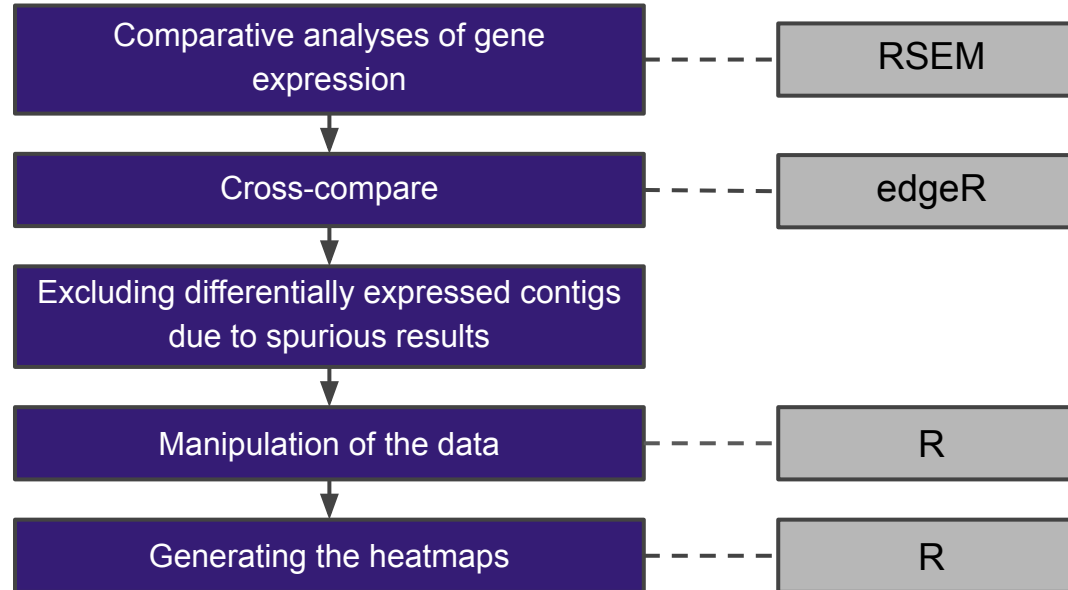 Comparative analyses of gene
expression
RSEM
Cross-compare
edgeR
Excluding differentially expressed contigs
due to spurious results
Manipulation of the data
R
Generating the heatmaps
R